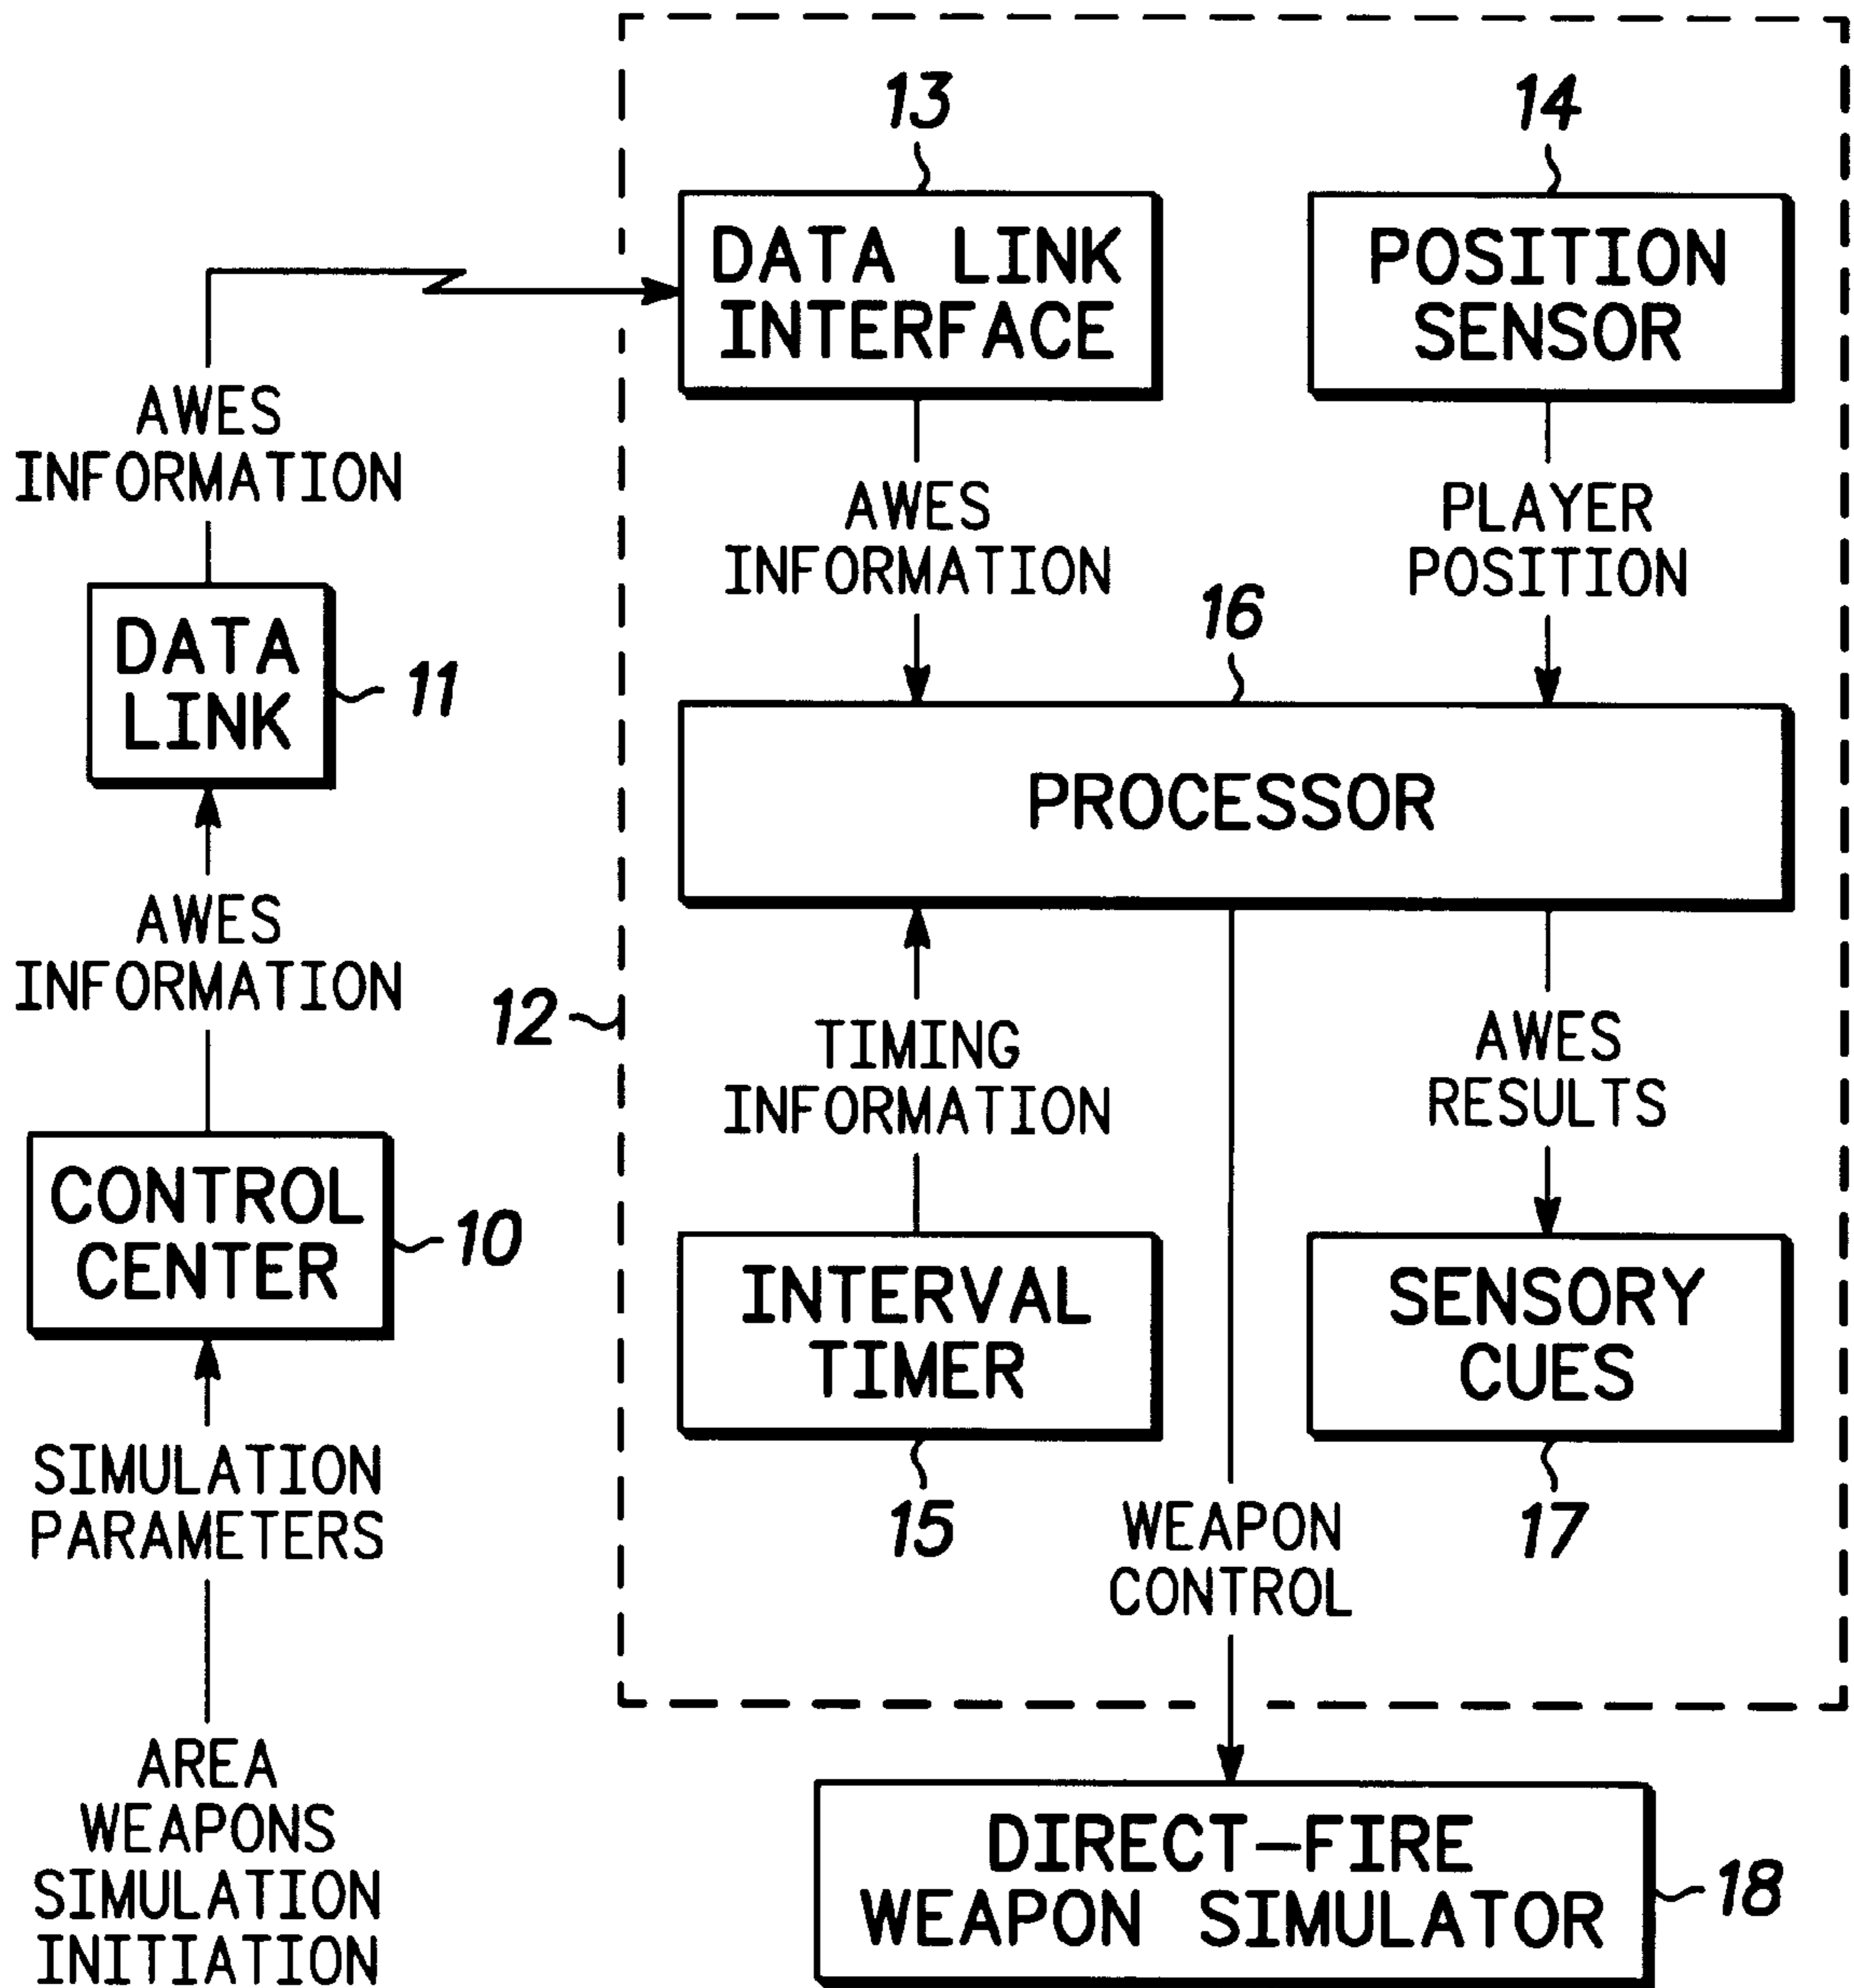 13
14
DATA LINK
INTERFACE
POSITION
SENSOR
AWES
INFORMATION
AWES
INFORMATION
PLAYER
POSITION
16
DATA
LINK
11
PROCESSOR
AWES
INFORMATION
12
TIMING
INFORMATION
AWES
RESULTS
CONTROL
CENTER
10
INTERVAL
TIMER
SENSORY
CUES
SIMULATION
PARAMETERS
15
17
WEAPON
CONTROL
AREA
WEAPONS
SIMULATION
INITIATION
DIRECT-FIRE
WEAPON SIMULATOR
18